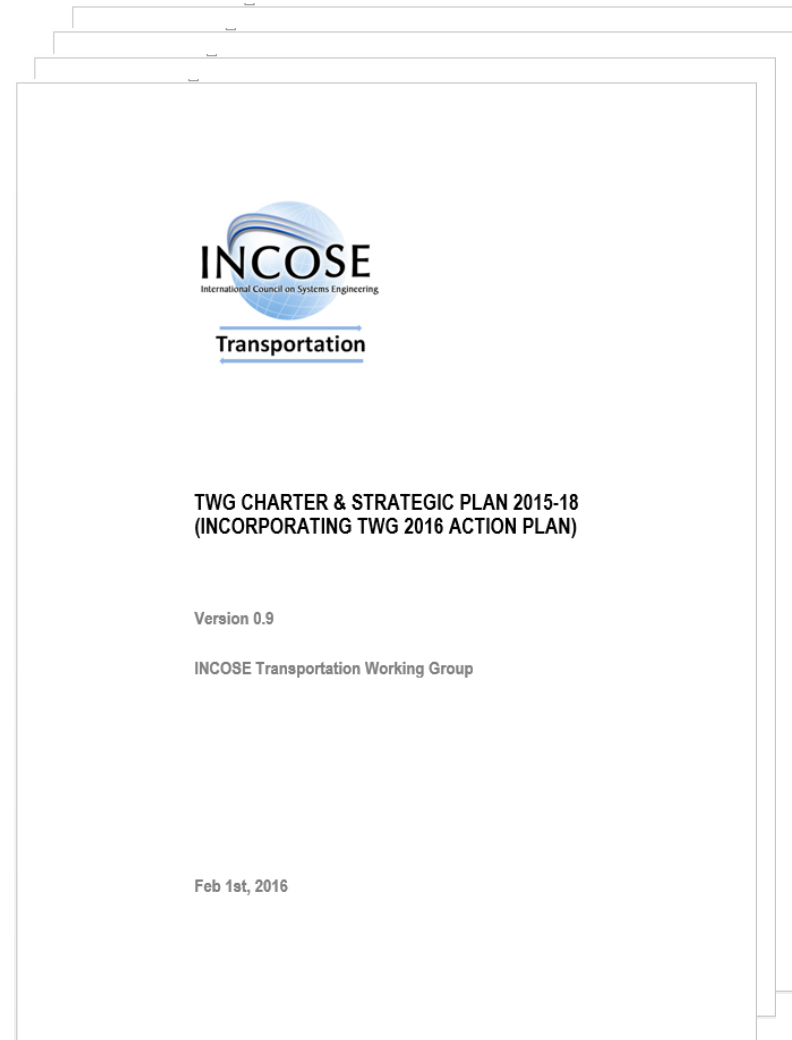 INCOSE
International Council on Systems Engineering
Transportation
TWG CHARTER & STRATEGIC PLAN 2015-18
(INCORPORATING TWG 2016 ACTION PLAN)
Version 0.9
INCOSE Transportation Working Group
Feb 1st, 2016